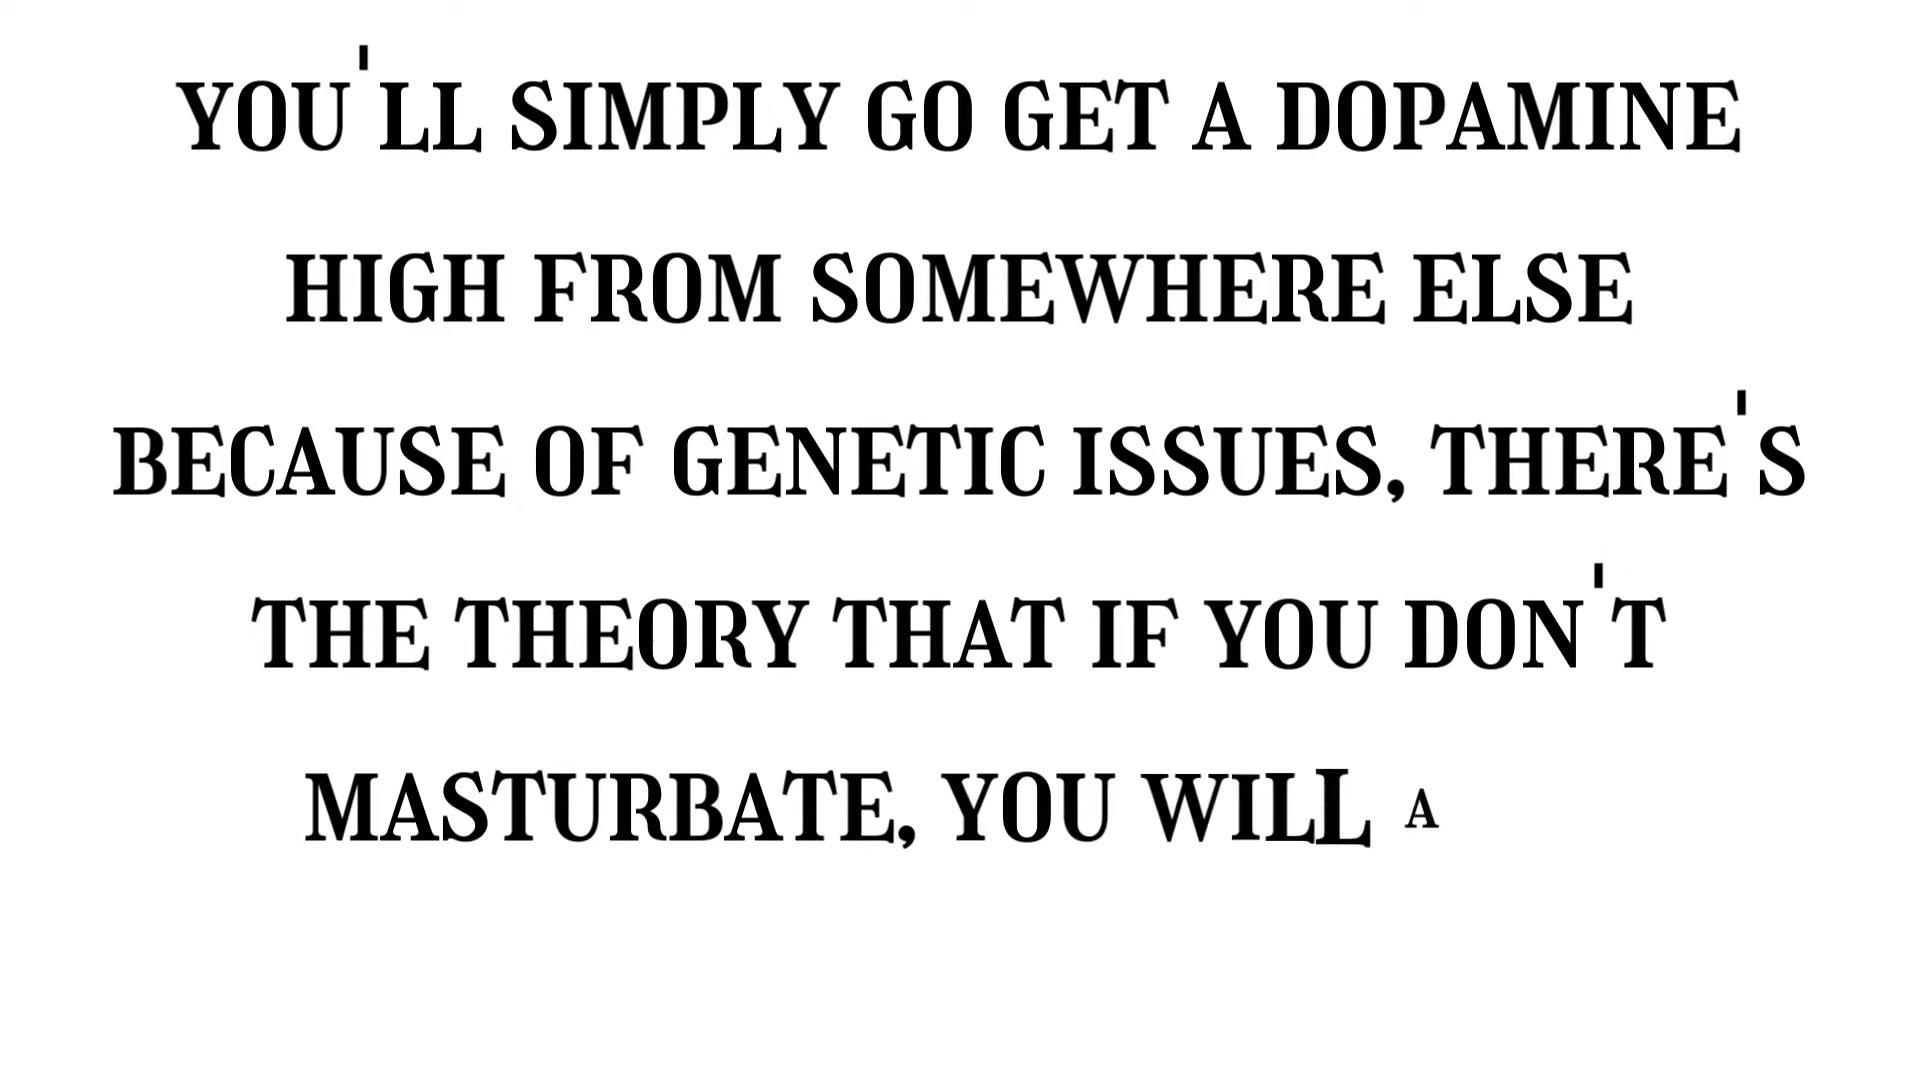 YOU'LL SIMPLY GO GET A DOPAMINE
HIGH FROM SOMEWHERE ELSE
BECAUSE OF GENETIC ISSUES, THERE'S
THE THEORY THAT IF YOU DON'T
MASTURBATE, YOU WILL A